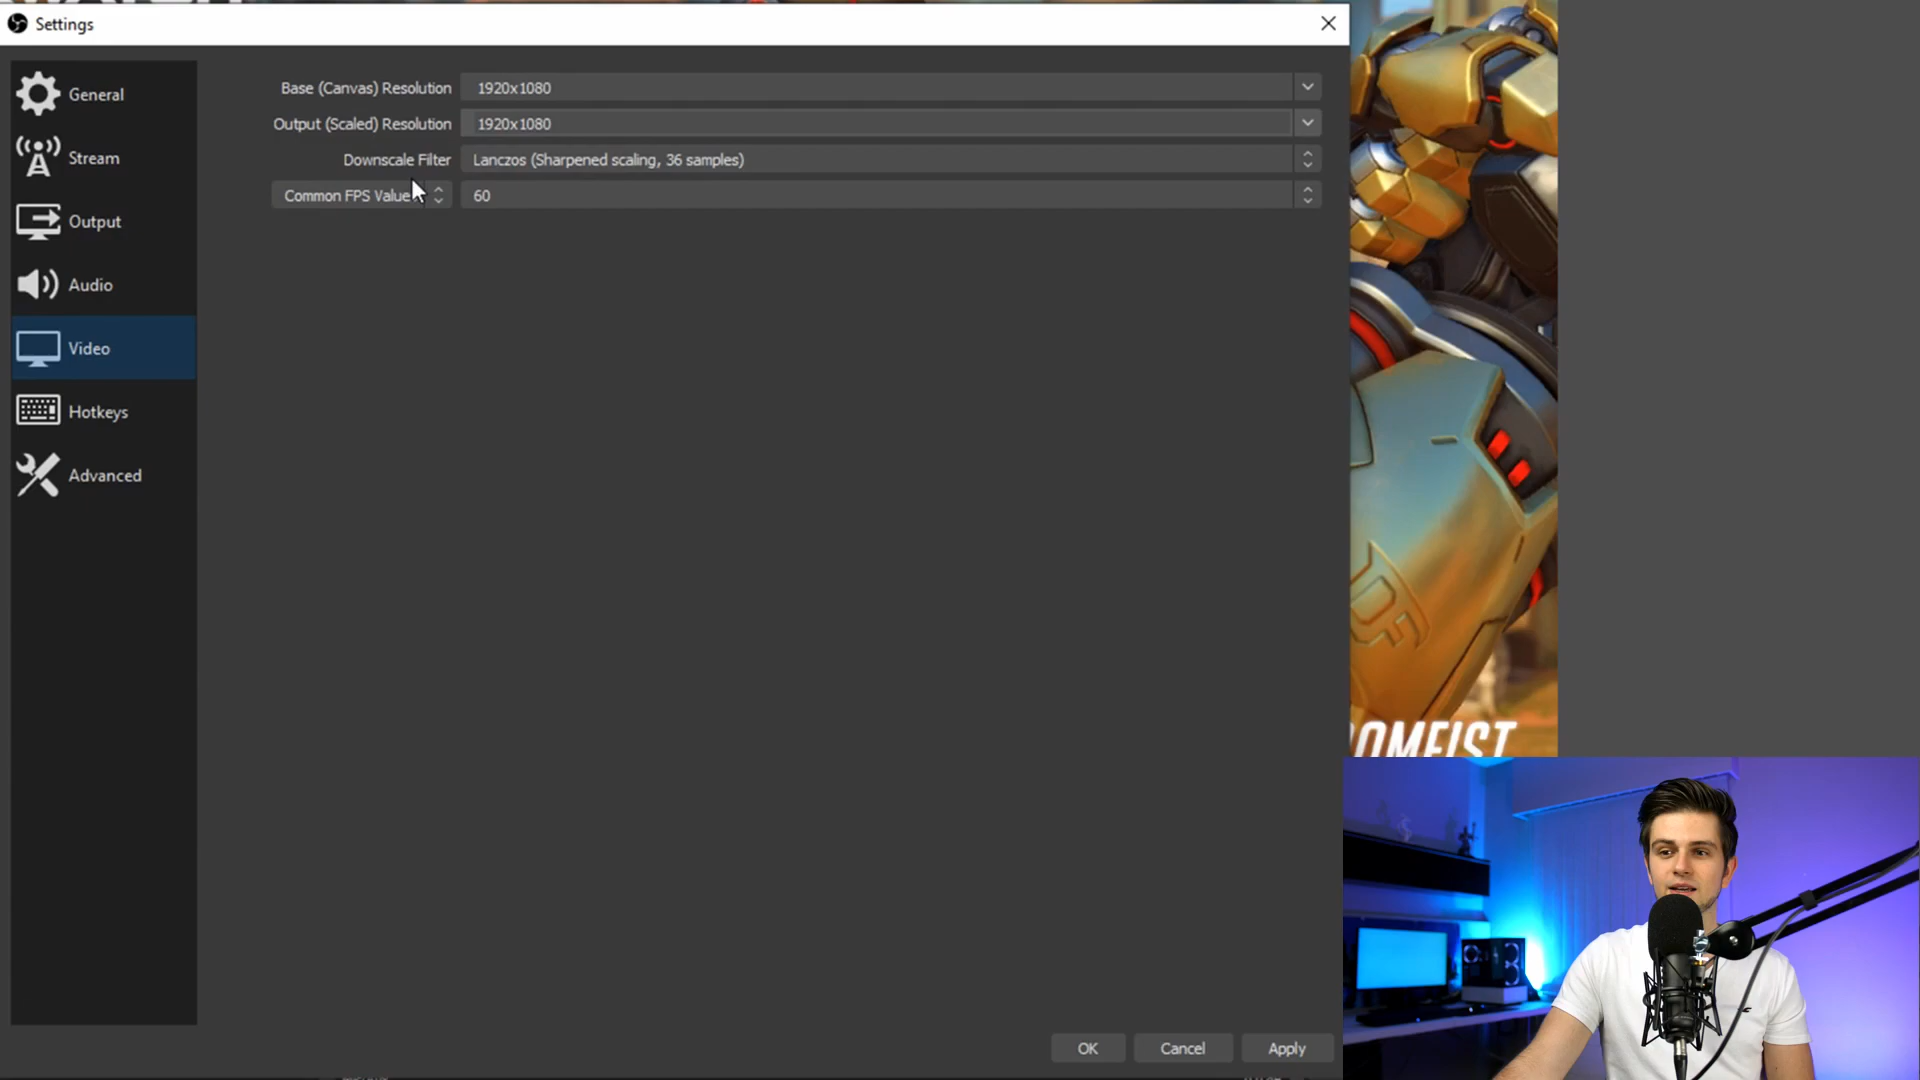 Settings
General
Stream
Output
Audio
Video
Hotkeys
Advanced
Base (Canvas) Resolution 1920x1080
Output (Scaled) Resolution 1920x1080
Downscale Filter Lanczos (Sharpened scaling, 36 samples)
Common FPS Value 60
OMFIST
OK Cancel Apply